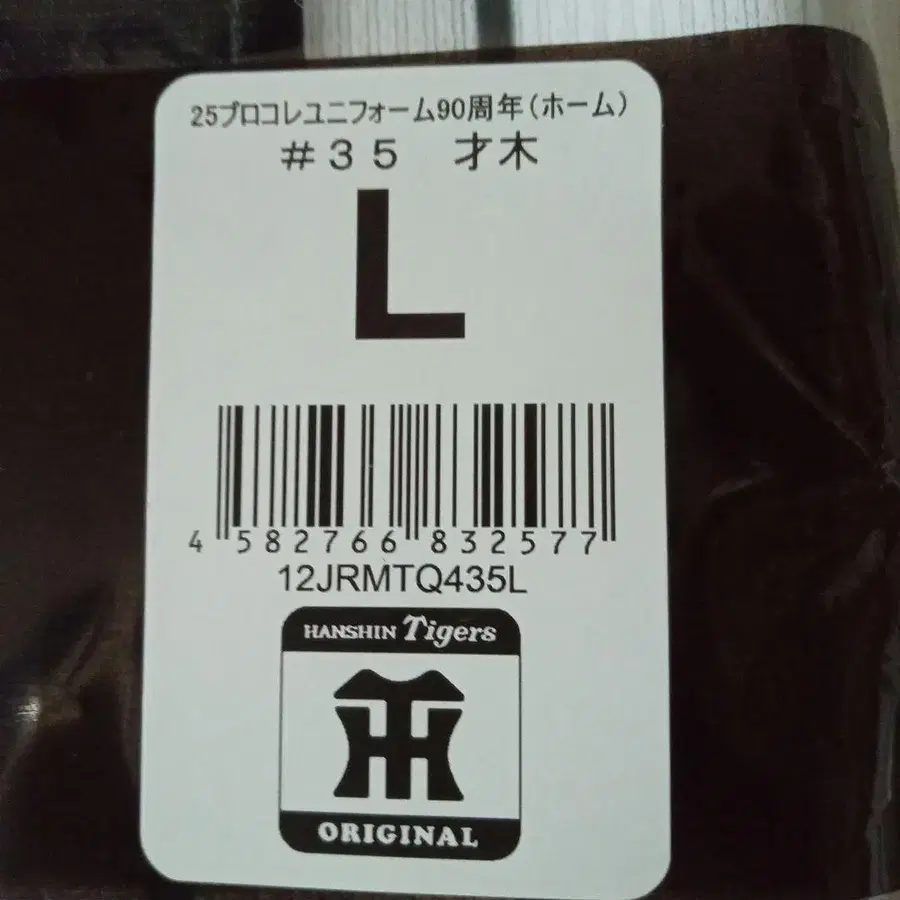 25プロコレユニフォーム90周年(ホーム)
#35 才木
L
4 582766 832577
12JRMTQ435L
HANSHIN Tigers
TH
ORIGINAL